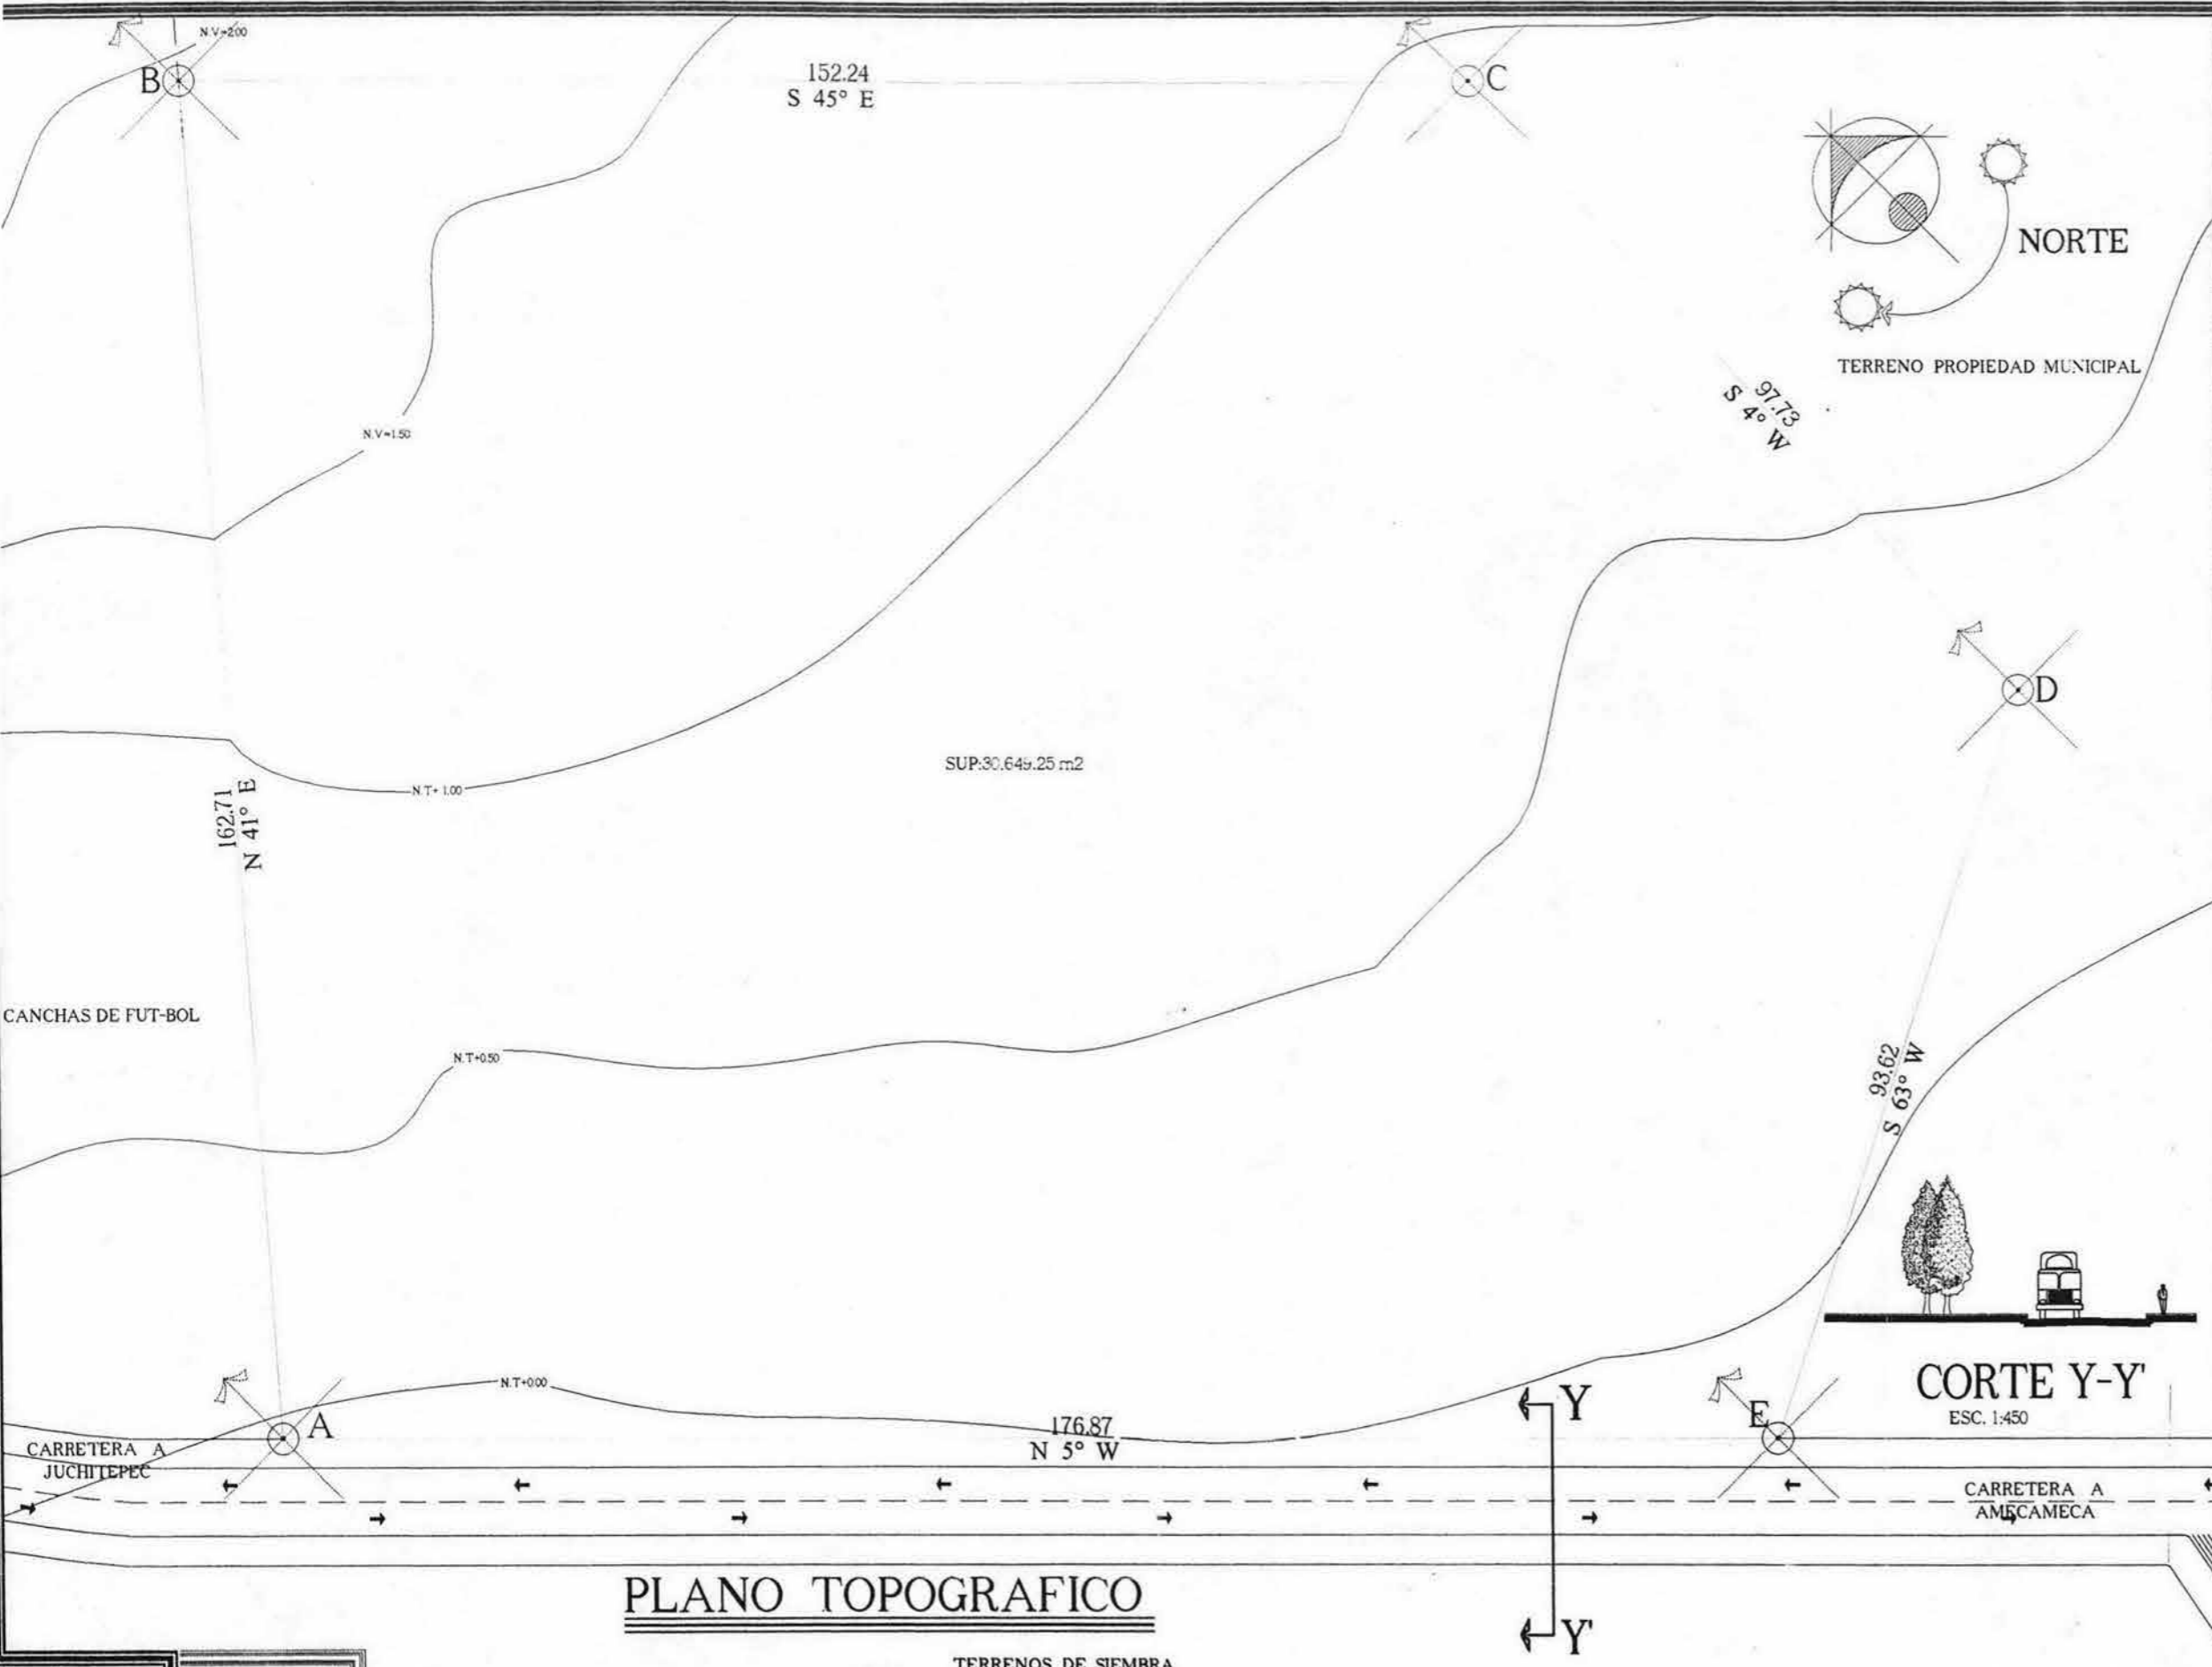 N.V=2.00
B
152.24
S 45° E
C
NORTE
TERRENO PROPIEDAD MUNICIPAL
97.73
S 4° W
N.V=1.50
D
SUP:30.649.25 m2
162.71
N 41° E
N.T+ 1.00
CANCHAS DE FUT-BOL
N.T+0.50
93.62
S 63° W
N.T+0.00
A
176.87
N 5° W
Y
E
CORTE Y-Y'
ESC. 1:450
CARRETERA A
JUCHITEPEC
CARRETERA A
AMECAMECA
PLANO TOPOGRAFICO
Y'
TERRENOS DE SIEMBRA